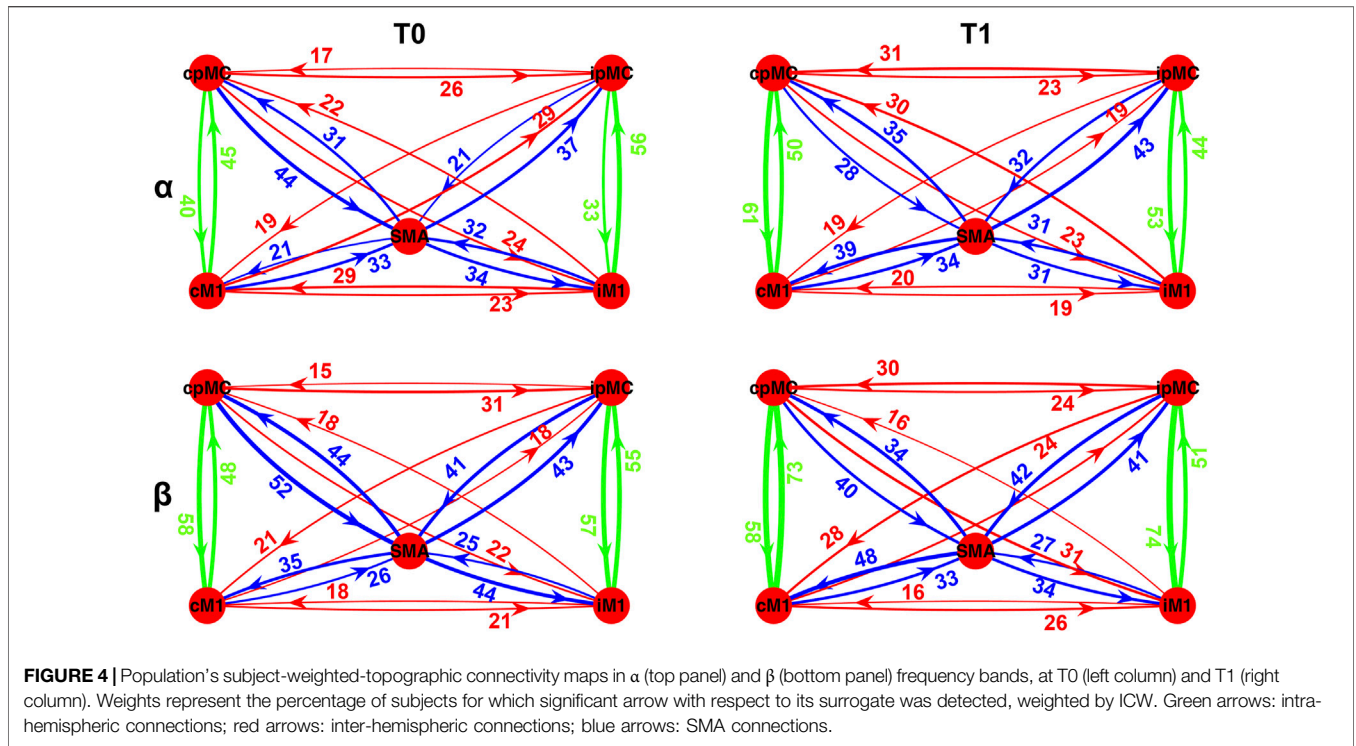 T0
T1
α
cpMC
ipMC
SMA
cM1
iM1
17
26
22
29
31
21
37
44
45
40
56
33
19
21
33
32
24
34
29
23
cpMC
ipMC
SMA
cM1
iM1
31
23
30
19
35
32
43
28
50
61
44
53
19
39
34
31
23
31
20
19
β
cpMC
ipMC
SMA
cM1
iM1
15
31
18
18
44
41
43
52
48
58
55
57
21
35
26
25
22
44
18
21
cpMC
ipMC
SMA
cM1
iM1
30
24
16
24
34
42
41
40
73
58
51
74
28
48
33
27
31
34
16
26
FIGURE 4 | Population's subject-weighted-topographic connectivity maps in α (top panel) and β (bottom panel) frequency bands, at T0 (left column) and T1 (right
column). Weights represent the percentage of subjects for which significant arrow with respect to its surrogate was detected, weighted by ICW. Green arrows: intra-
hemispheric connections; red arrows: inter-hemispheric connections; blue arrows: SMA connections.